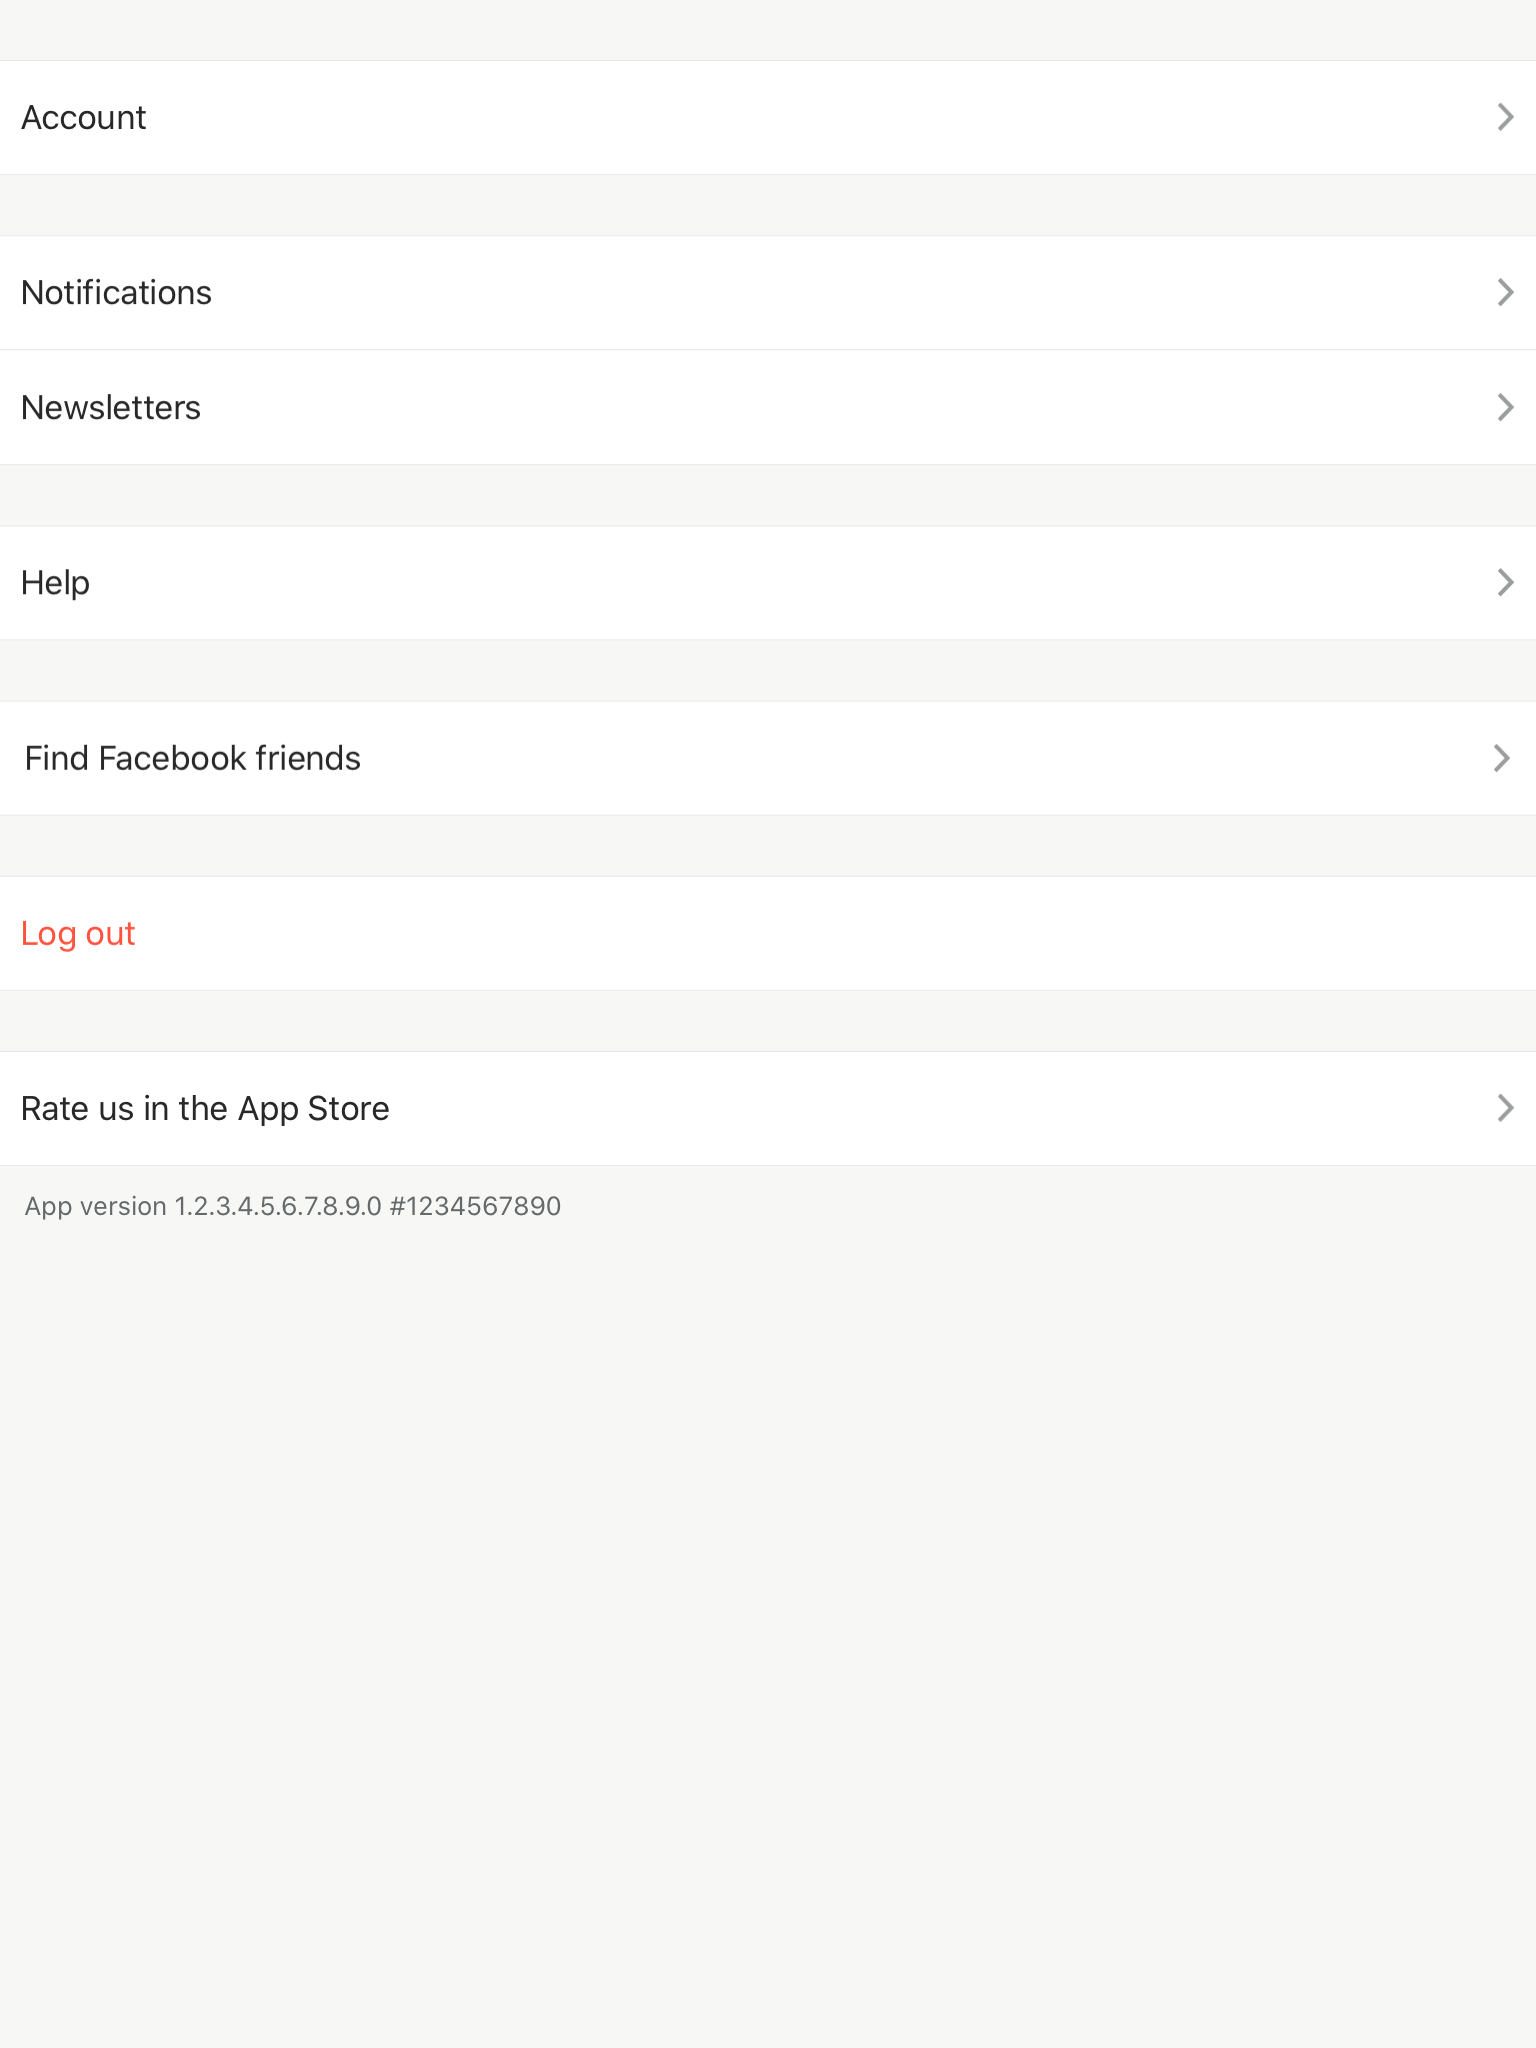 Account
Notifications
Newsletters
Help
Find Facebook friends
Log out
Rate us in the App Store
App version 1.2.3.4.5.6.7.8.9.0 #1234567890